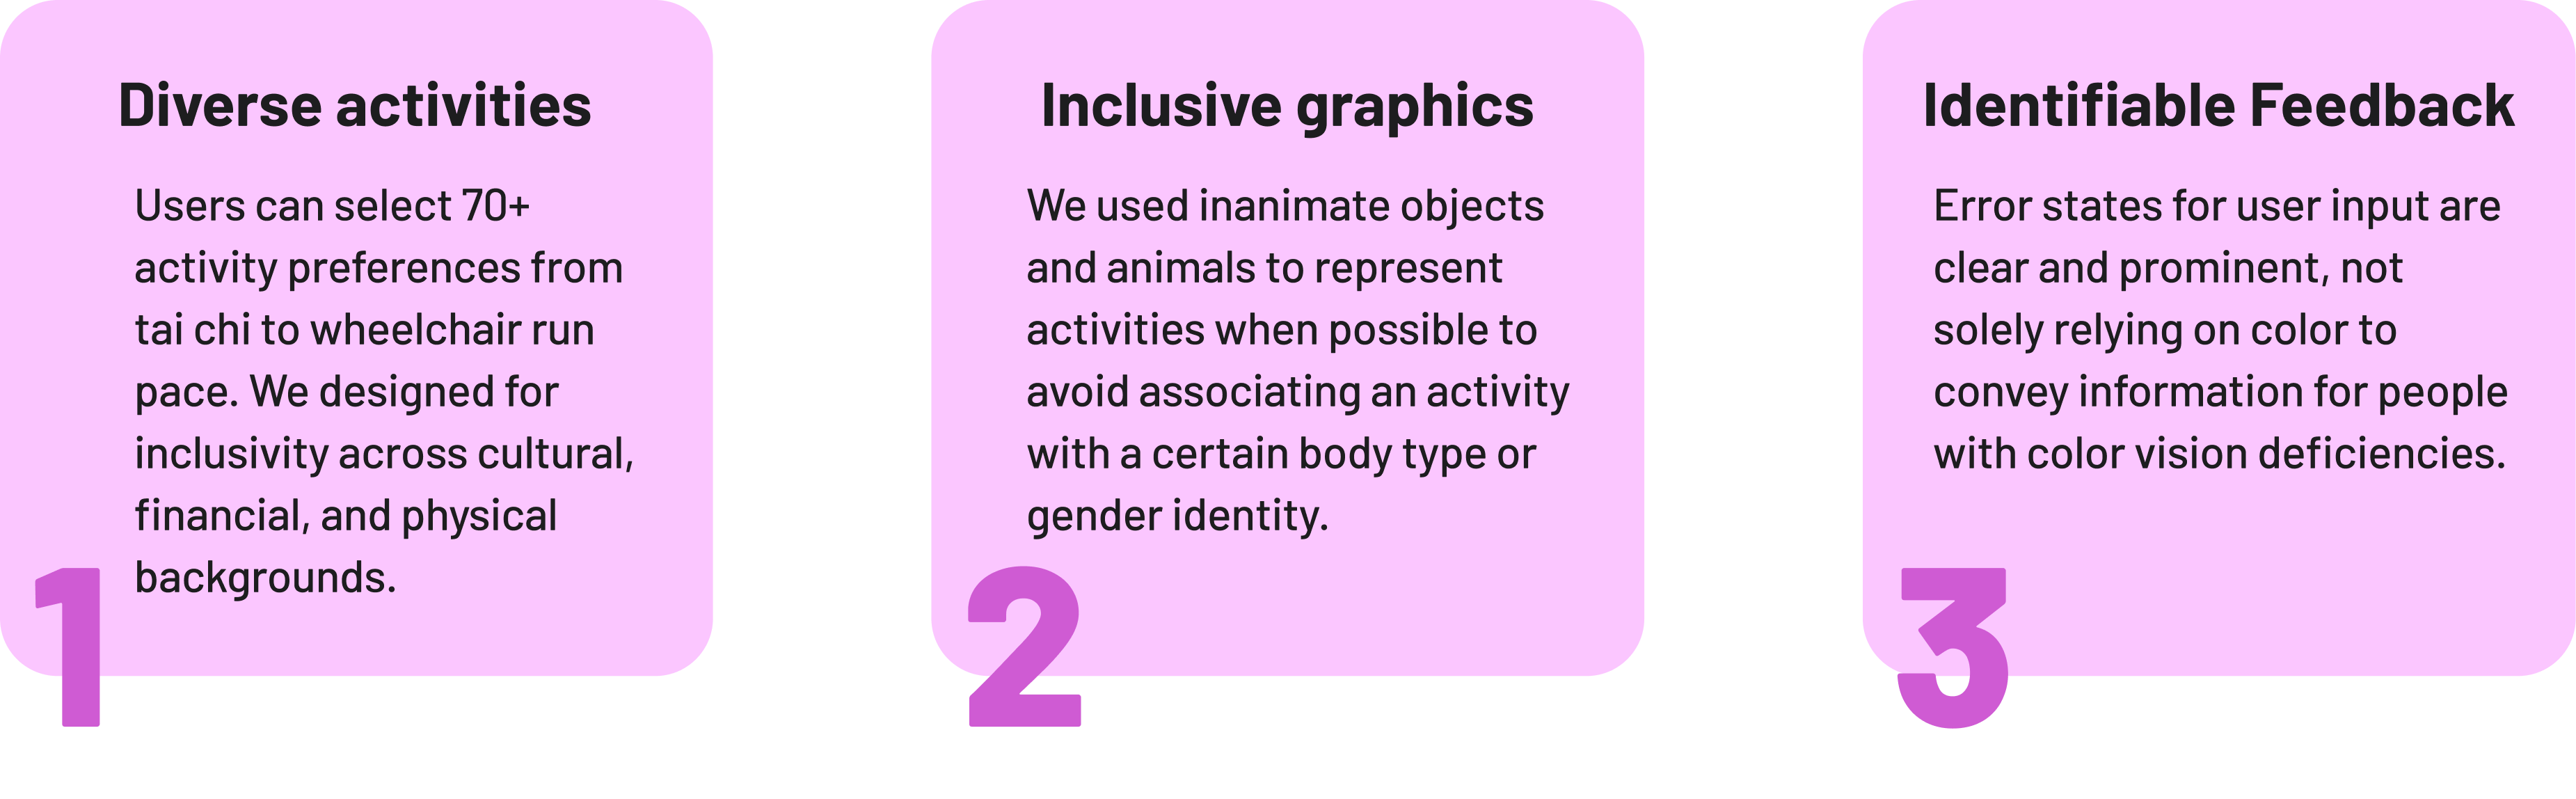 Diverse activities
Users can select 70+
activity preferences from
tai chi to wheelchair run
pace. We designed for
inclusivity across cultural,
financial, and physical
backgrounds.
1
Inclusive graphics
We used inanimate objects
and animals to represent
activities when possible to
avoid associating an activity
with a certain body type or
gender identity.
2
Identifiable Feedback
Error states for user input are
clear and prominent, not
solely relying on color to
convey information for people
with color vision deficiencies.
3